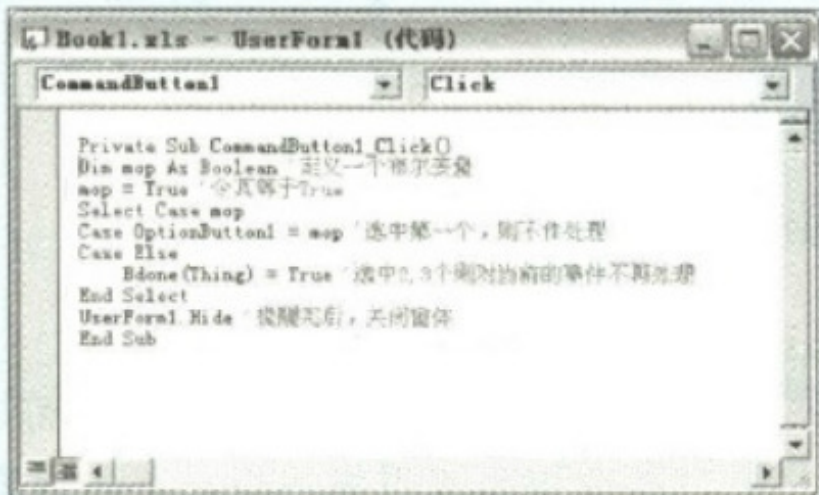 Book1.xls - UserForm1 (代码)
CommandButton1 Click
Private Sub CommandButton1_Click()
Dim mop As Boolean '定义一个布尔变量
mop = True '令其等于True
Select Case mop
Case OptionButton1 = mop '选中第一个，则不作处理
Case Else
Bdone(Thing) = True '选中2,3个则对当前的事件不再处理
End Select
UserForm1.Hide '提醒完后，关闭窗体
End Sub